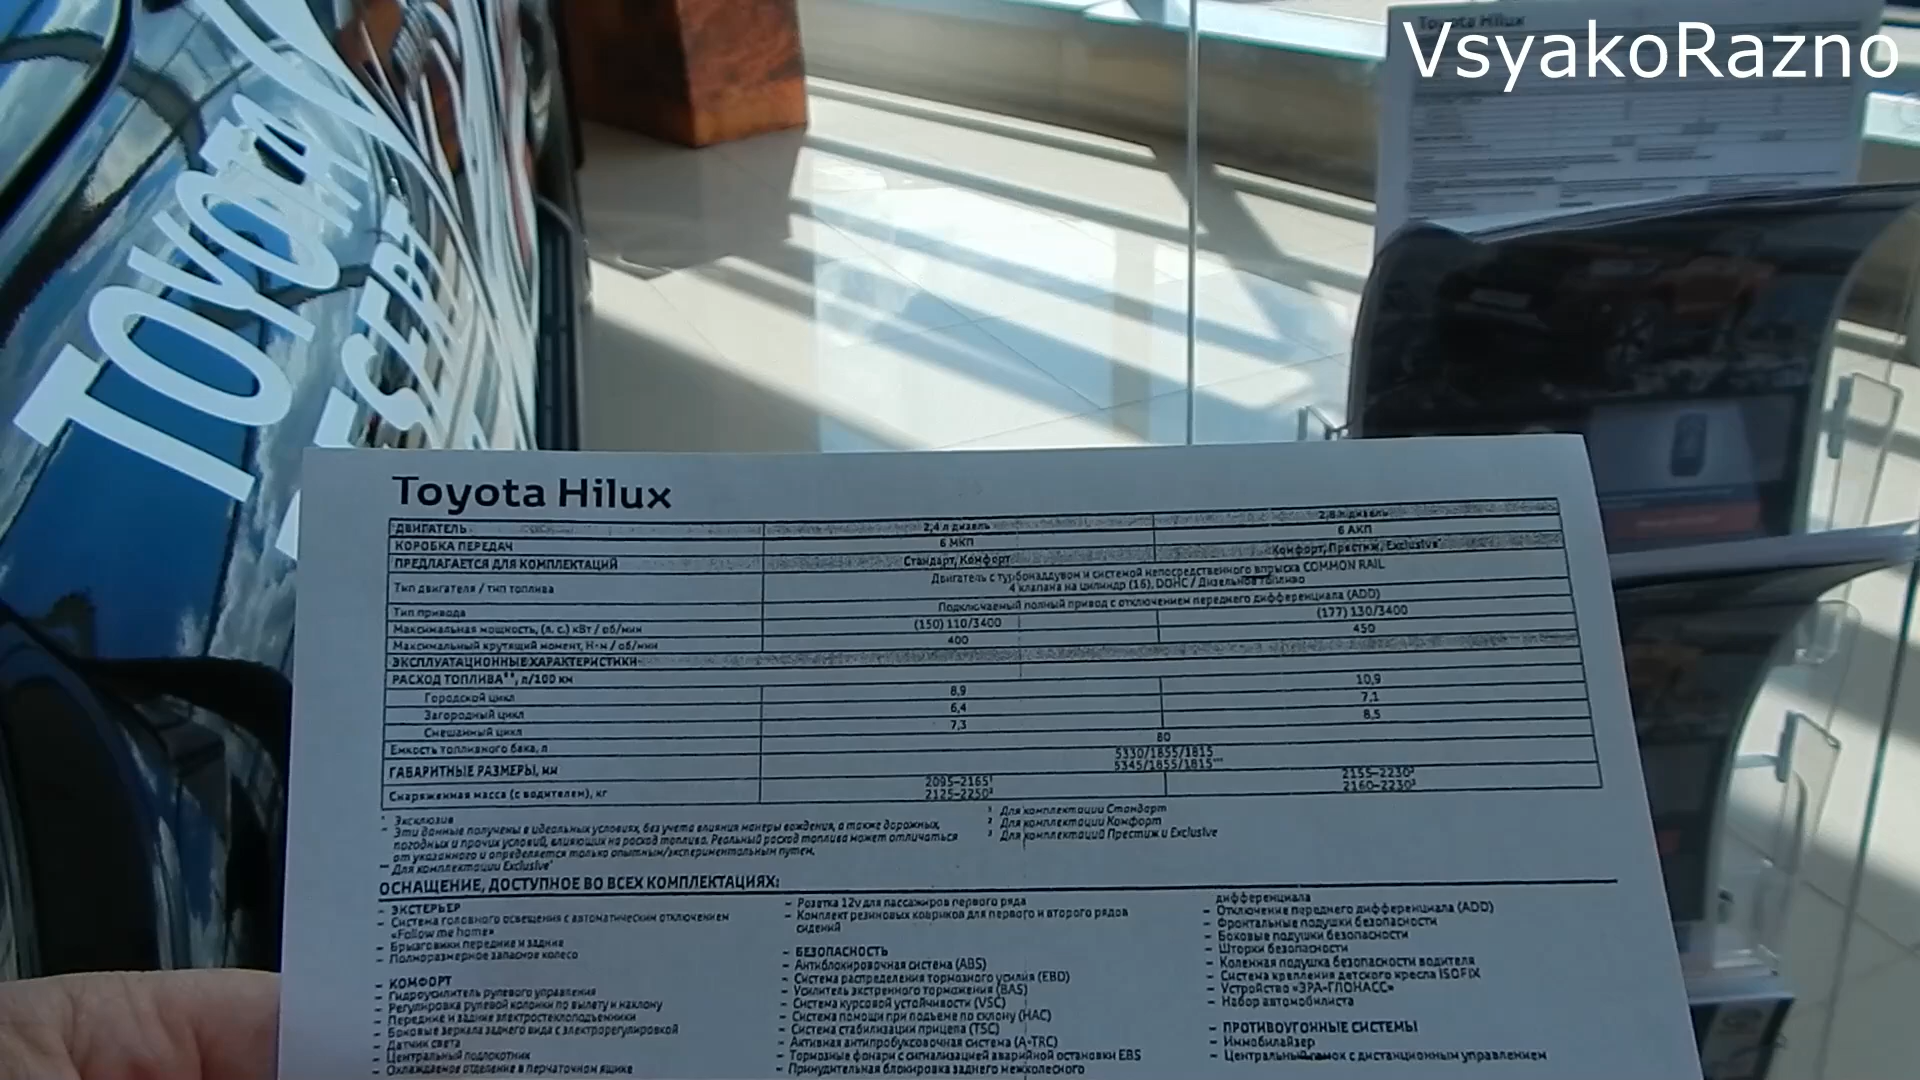 VsyakoRazno
Toyota Hilux
TOYOTA
Toyota Hilux
ДВИГАТЕЛЬ 2,4 л дизель 2,8 л дизель
КОРОБКА ПЕРЕДАЧ 6 МКП 6 АКП
ПРЕДЛАГАЕТСЯ ДЛЯ КОМПЛЕКТАЦИЙ Стандарт, Комфорт Комфорт, Престиж, Exclusive*
Тип двигателя / тип топлива Двигатель с турбонаддувом и системой непосредственного впрыска COMMON RAIL
4 клапана на цилиндр (16), DOHC / Дизельное топливо
Тип привода Подключаемый полный привод с отключением переднего дифференциала (ADD)
Максимальная мощность, (л. с.) кВт / об/мин (150) 110/3400 (177) 130/3400
Максимальный крутящий момент, Н·м / об/мин 400 450
ЭКСПЛУАТАЦИОННЫЕ ХАРАКТЕРИСТИКИ
РАСХОД ТОПЛИВА**, л/100 км
Городской цикл 8,9 10,9
Загородный цикл 6,4 7,1
Смешанный цикл 7,3 8,5
Емкость топливного бака, л 80
ГАБАРИТНЫЕ РАЗМЕРЫ, мм 5330/1855/1815
5345/1855/1815***
Снаряженная масса (с водителем), кг 2095–2165¹ 2155–2230²
2125–2250² 2160–2230³
* Эксклюзив
** Эти данные получены в идеальных условиях, без учета влияния манеры вождения, а также дорожных,
погодных и прочих условий, влияющих на расход топлива. Реальный расход топлива может отличаться
от указанного и определяется только опытным/экспериментальным путем.
*** Для комплектации Exclusive*
¹ Для комплектации Стандарт
² Для комплектации Комфорт
³ Для комплектаций Престиж и Exclusive
ОСНАЩЕНИЕ, ДОСТУПНОЕ ВО ВСЕХ КОМПЛЕКТАЦИЯХ:
– ЭКСТЕРЬЕР
– Система головного освещения с автоматическим отключением
«Follow me home»
– Брызговики передние и задние
– Полноразмерное запасное колесо
– КОМФОРТ
– Гидроусилитель рулевого управления
– Регулировка рулевой колонки по вылету и наклону
– Передние и задние электростеклоподъемники
– Боковые зеркала заднего вида с электрорегулировкой
– Датчик света
– Центральный подлокотник
– Охлаждаемое отделение в перчаточном ящике
– Розетка 12v для пассажиров первого ряда
– Комплект резиновых ковриков для первого и второго рядов
сидений
– БЕЗОПАСНОСТЬ
– Антиблокировочная система (ABS)
– Система распределения тормозного усилия (EBD)
– Усилитель экстренного торможения (BAS)
– Система курсовой устойчивости (VSC)
– Система помощи при подъеме по склону (HAC)
– Система стабилизации прицепа (TSC)
– Активная антипробуксовочная система (A-TRC)
– Тормозные фонари с сигнализацией аварийной остановки EBS
– Принудительная блокировка заднего межколесного
дифференциала
– Отключение переднего дифференциала (ADD)
– Фронтальные подушки безопасности
– Боковые подушки безопасности
– Шторки безопасности
– Коленная подушка безопасности водителя
– Система крепления детского кресла ISOFIX
– Устройство «ЭРА-ГЛОНАСС»
– Набор автомобилиста
– ПРОТИВОУГОННЫЕ СИСТЕМЫ
– Иммобилайзер
– Центральный замок с дистанционным управлением